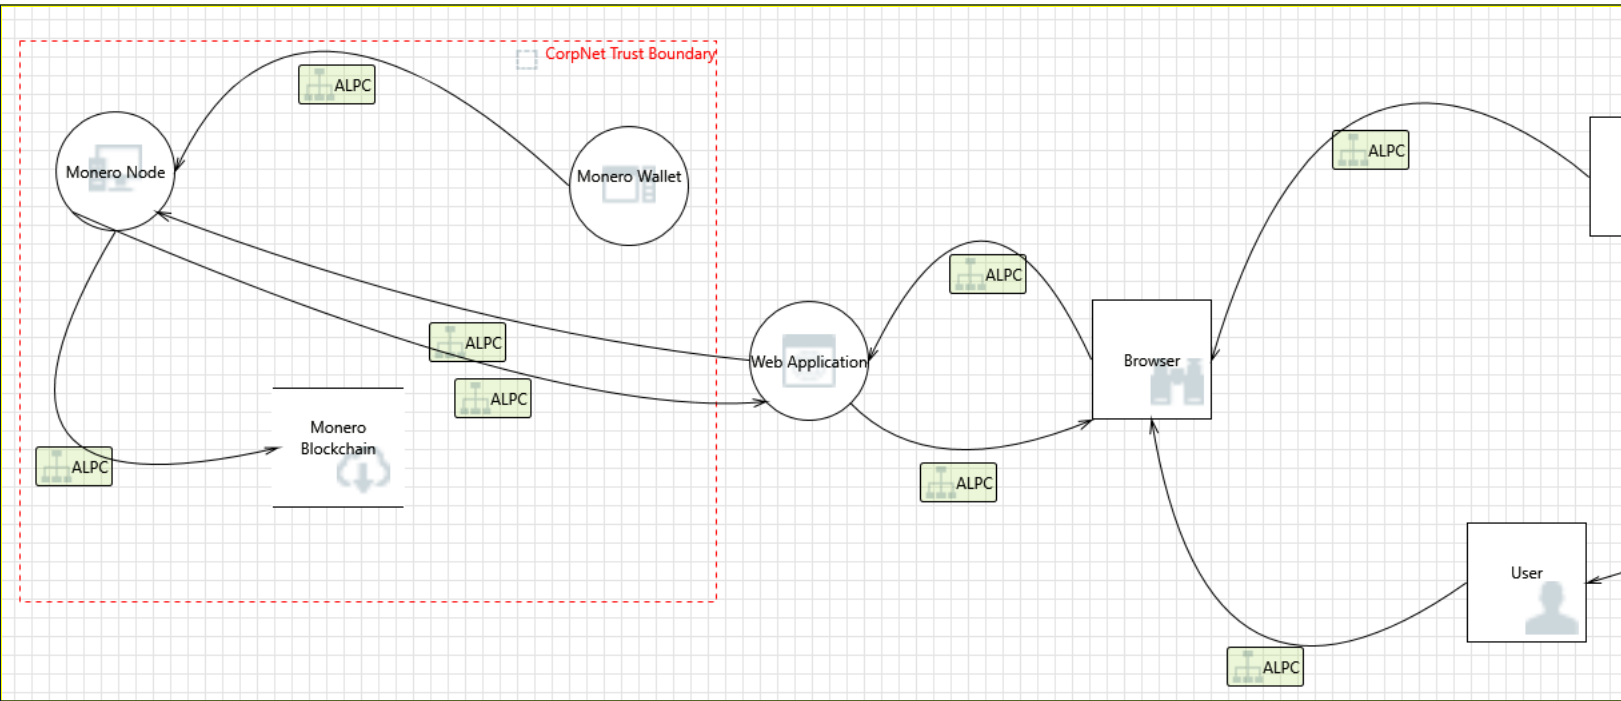 CorpNet Trust Boundary
ALPC
Monero Node
Monero Wallet
ALPC
ALPC
ALPC
ALPC
Web Application
Browser
Monero
Blockchain
ALPC
ALPC
User
ALPC